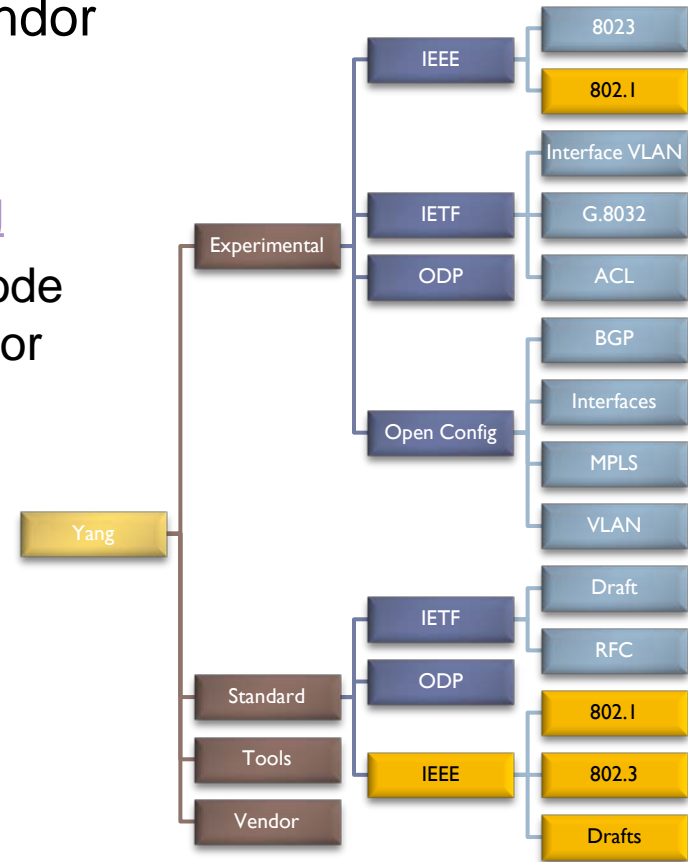 ndor
ode
or
Yang
Experimental
IEEE
8023
802.1
IETF
Interface VLAN
G.8032
ACL
ODP
Open Config
BGP
Interfaces
MPLS
VLAN
Standard
IETF
Draft
RFC
ODP
IEEE
802.1
802.3
Drafts
Tools
Vendor